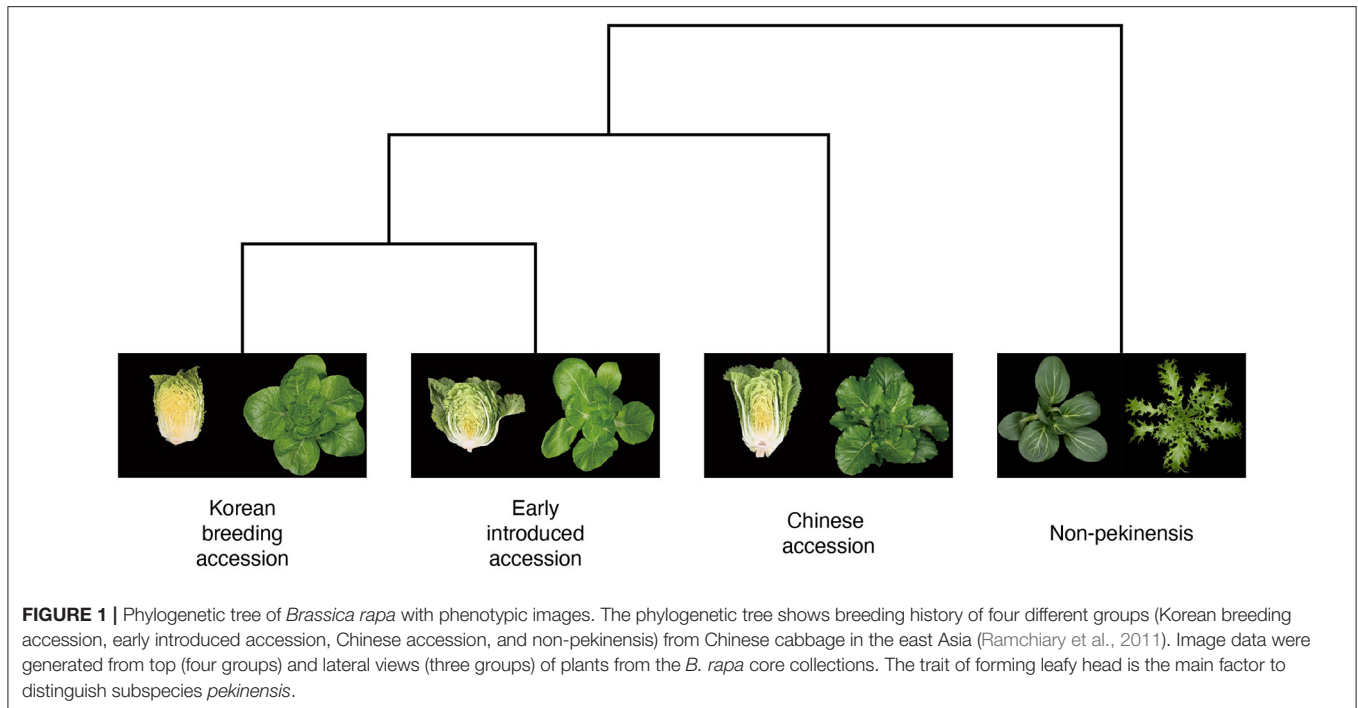 Korean
breeding
accession
Early
introduced
accession
Chinese
accession
Non-pekinensis
FIGURE 1 | Phylogenetic tree of Brassica rapa with phenotypic images. The phylogenetic tree shows breeding history of four different groups (Korean breeding
accession, early introduced accession, Chinese accession, and non-pekinensis) from Chinese cabbage in the east Asia (Ramchiary et al., 2011). Image data were
generated from top (four groups) and lateral views (three groups) of plants from the B. rapa core collections. The trait of forming leafy head is the main factor to
distinguish subspecies pekinensis.